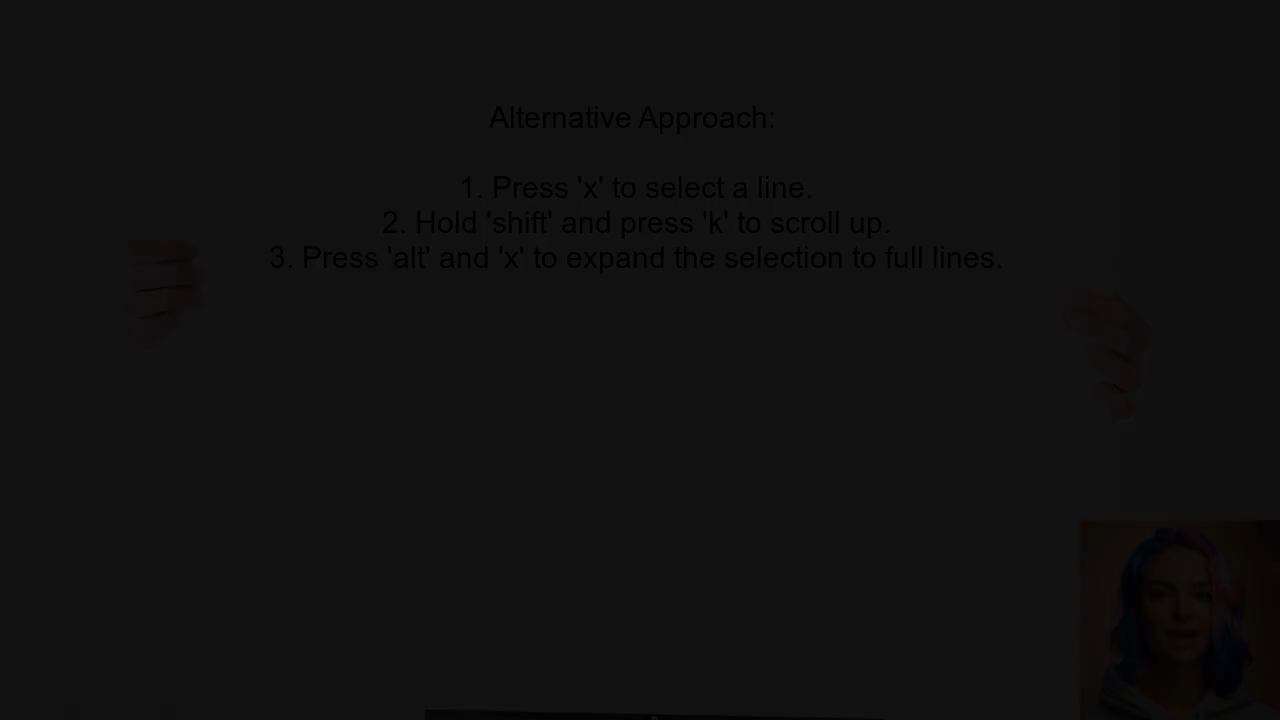 Alternative Approach:
1. Press 'x' to select a line.
2. Hold 'shift' and press 'k' to scroll up.
3. Press 'alt' and 'x' to expand the selection to full lines.